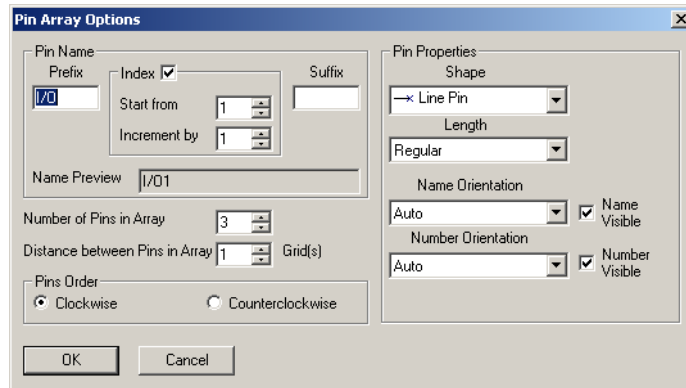 Pin Array Options
Pin Name
Prefix
Index
Suffix
I/O
Start from 1
Increment by 1
Name Preview I/O1
Number of Pins in Array 3
Distance between Pins in Array 1 Grid(s)
Pins Order
Clockwise
Counterclockwise
OK
Cancel
Pin Properties
Shape
Line Pin
Length
Regular
Name Orientation
Auto
Name
Visible
Number Orientation
Auto
Number
Visible